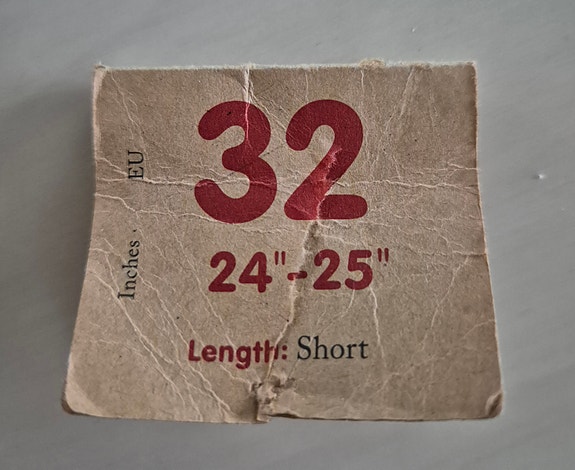 EU
32
Inches .
24"-25"
Length: Short